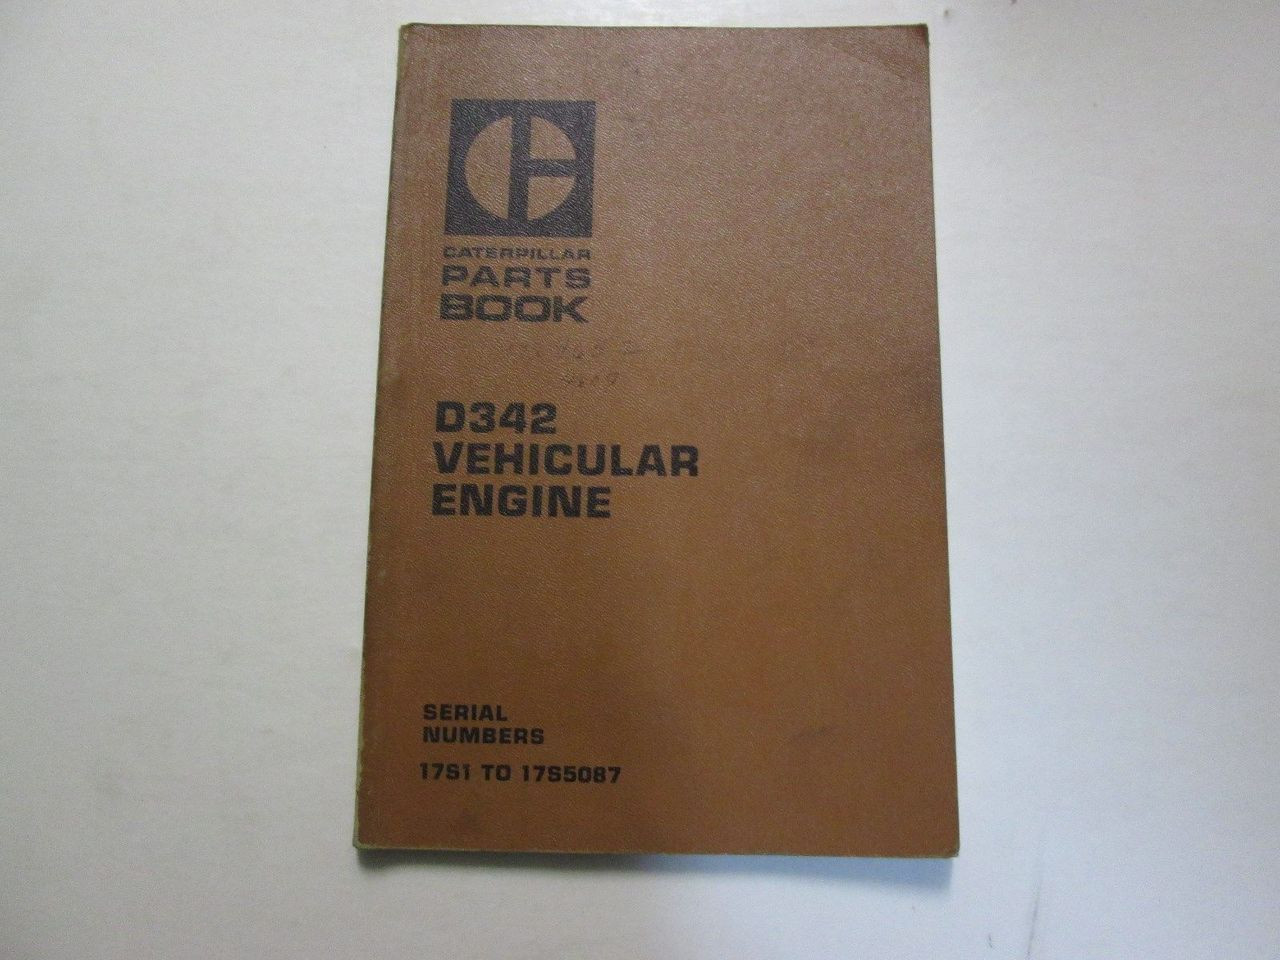 CATERPILLAR
PARTS
BOOK
D342
VEHICULAR
ENGINE
SERIAL
NUMBERS
17S1 TO 17S5087